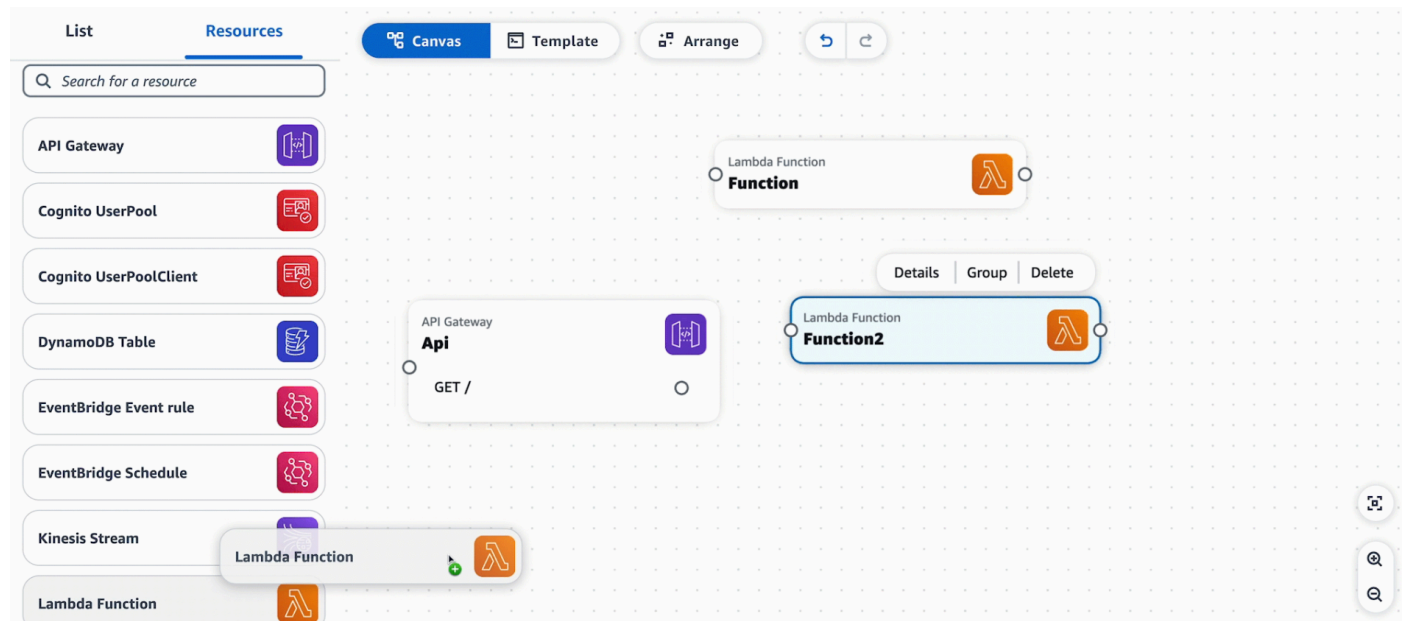 List
Resources
Canvas
Template
Arrange
Search for a resource
API Gateway
Cognito UserPool
Cognito UserPoolClient
DynamoDB Table
EventBridge Event rule
EventBridge Schedule
Kinesis Stream
Lambda Function
Lambda Function
Lambda Function
Function
Details
Group
Delete
Lambda Function
Function2
API Gateway
Api
GET /